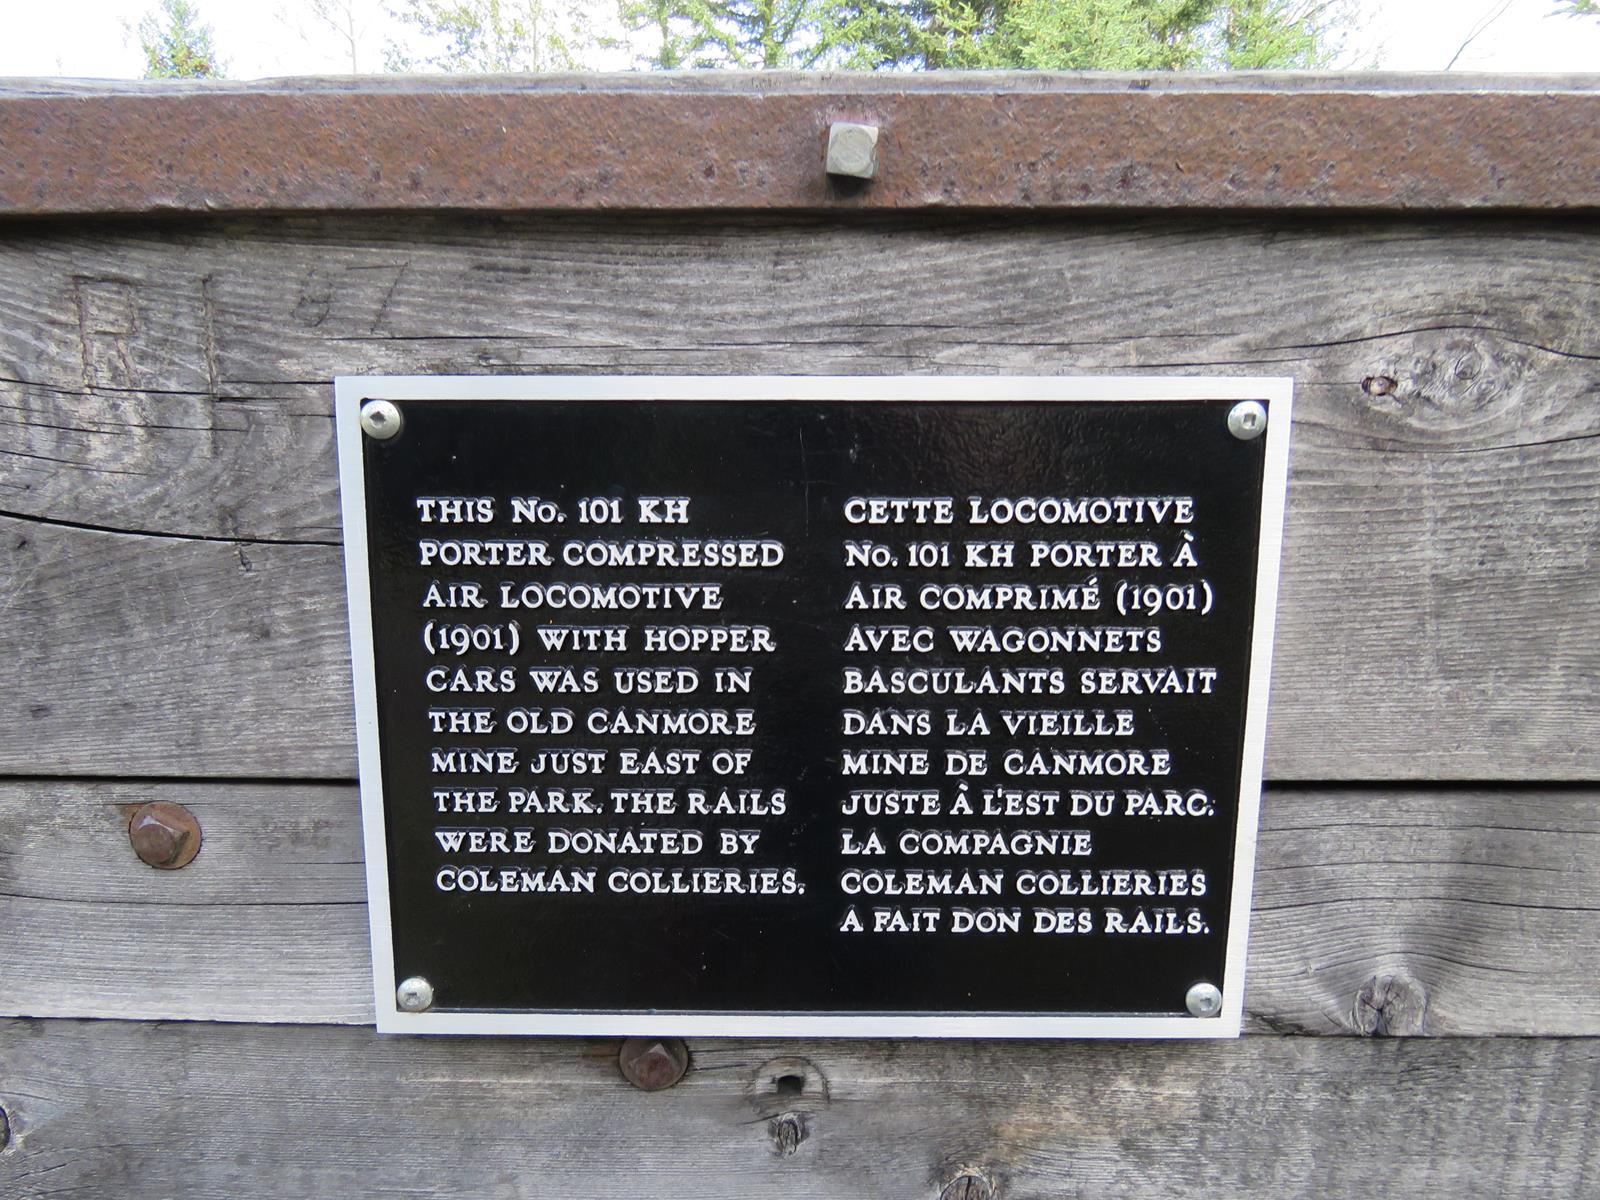 THIS No. 101 KH
PORTER COMPRESSED
AIR LOCOMOTIVE
(1901) WITH HOPPER
CARS WAS USED IN
THE OLD CANMORE
MINE JUST EAST OF
THE PARK. THE RAILS
WERE DONATED BY
COLEMAN COLLIERIES.
CETTE LOCOMOTIVE
No. 101 KH PORTER À
AIR COMPRIMÉ (1901)
AVEC WAGONNETS
BASCULANTS SERVAIT
DANS LA VIEILLE
MINE DE CANMORE
JUSTE À L'EST DU PARC.
LA COMPAGNIE
COLEMAN COLLIERIES
A FAIT DON DES RAILS.